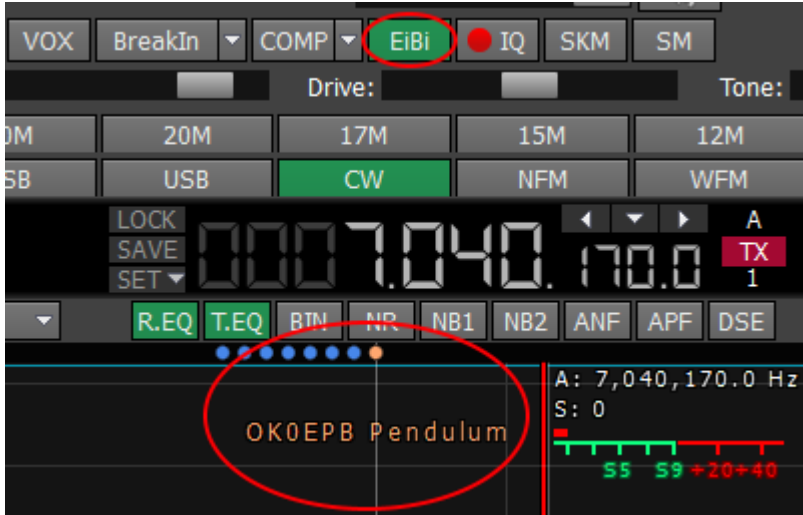 VOX BreakIn COMP EiBi IQ SKM SM
Drive: Tone:
20M 17M 15M 12M
USB CW NFM WFM
LOCK
SAVE
SET
7.040.170.0
A
TX
1
R.EQ T.EQ BIN NR NB1 NB2 ANF APF DSE
A: 7,040,170.0 Hz
S: 0
OK0EPB Pendulum
S5 S9 +20 +40